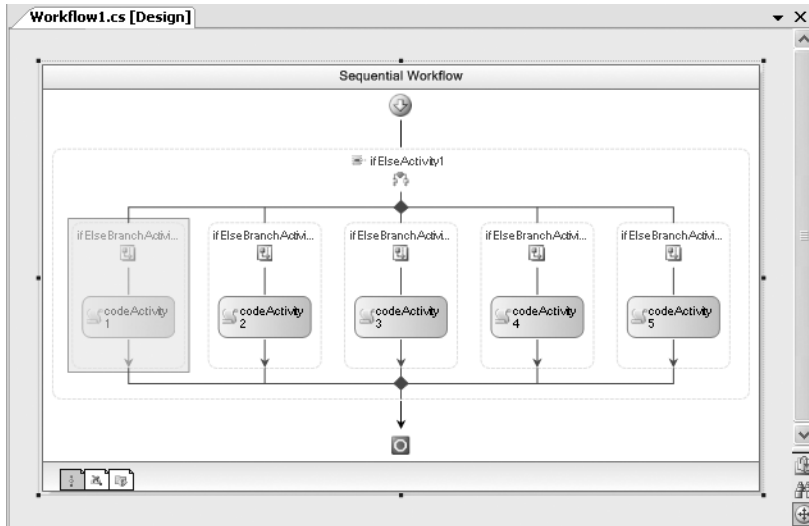 Workflow1.cs [Design]
Sequential Workflow
ifElseActivity1
ifElseBranchActivi...
ifElseBranchActivi...
ifElseBranchActivi...
ifElseBranchActivi...
ifElseBranchActivi...
codeActivity
1
codeActivity
2
codeActivity
3
codeActivity
4
codeActivity
5